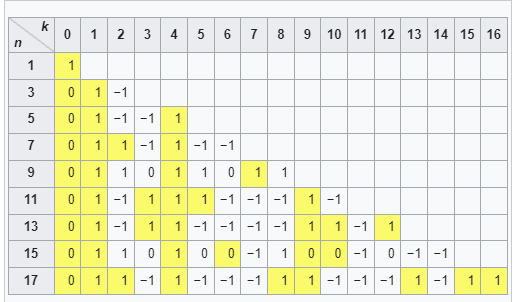 k
n 0 1 2 3 4 5 6 7 8 9 10 11 12 13 14 15 16
1 1
3 0 1 −1
5 0 1 −1 −1 1
7 0 1 1 −1 1 −1 −1
9 0 1 1 0 1 1 0 1 1
11 0 1 −1 1 1 1 −1 −1 −1 1 −1
13 0 1 −1 1 1 −1 −1 −1 −1 1 1 −1 1
15 0 1 1 0 1 0 0 −1 1 0 0 −1 0 −1 −1
17 0 1 1 −1 1 −1 −1 −1 1 1 −1 −1 −1 1 −1 1 1